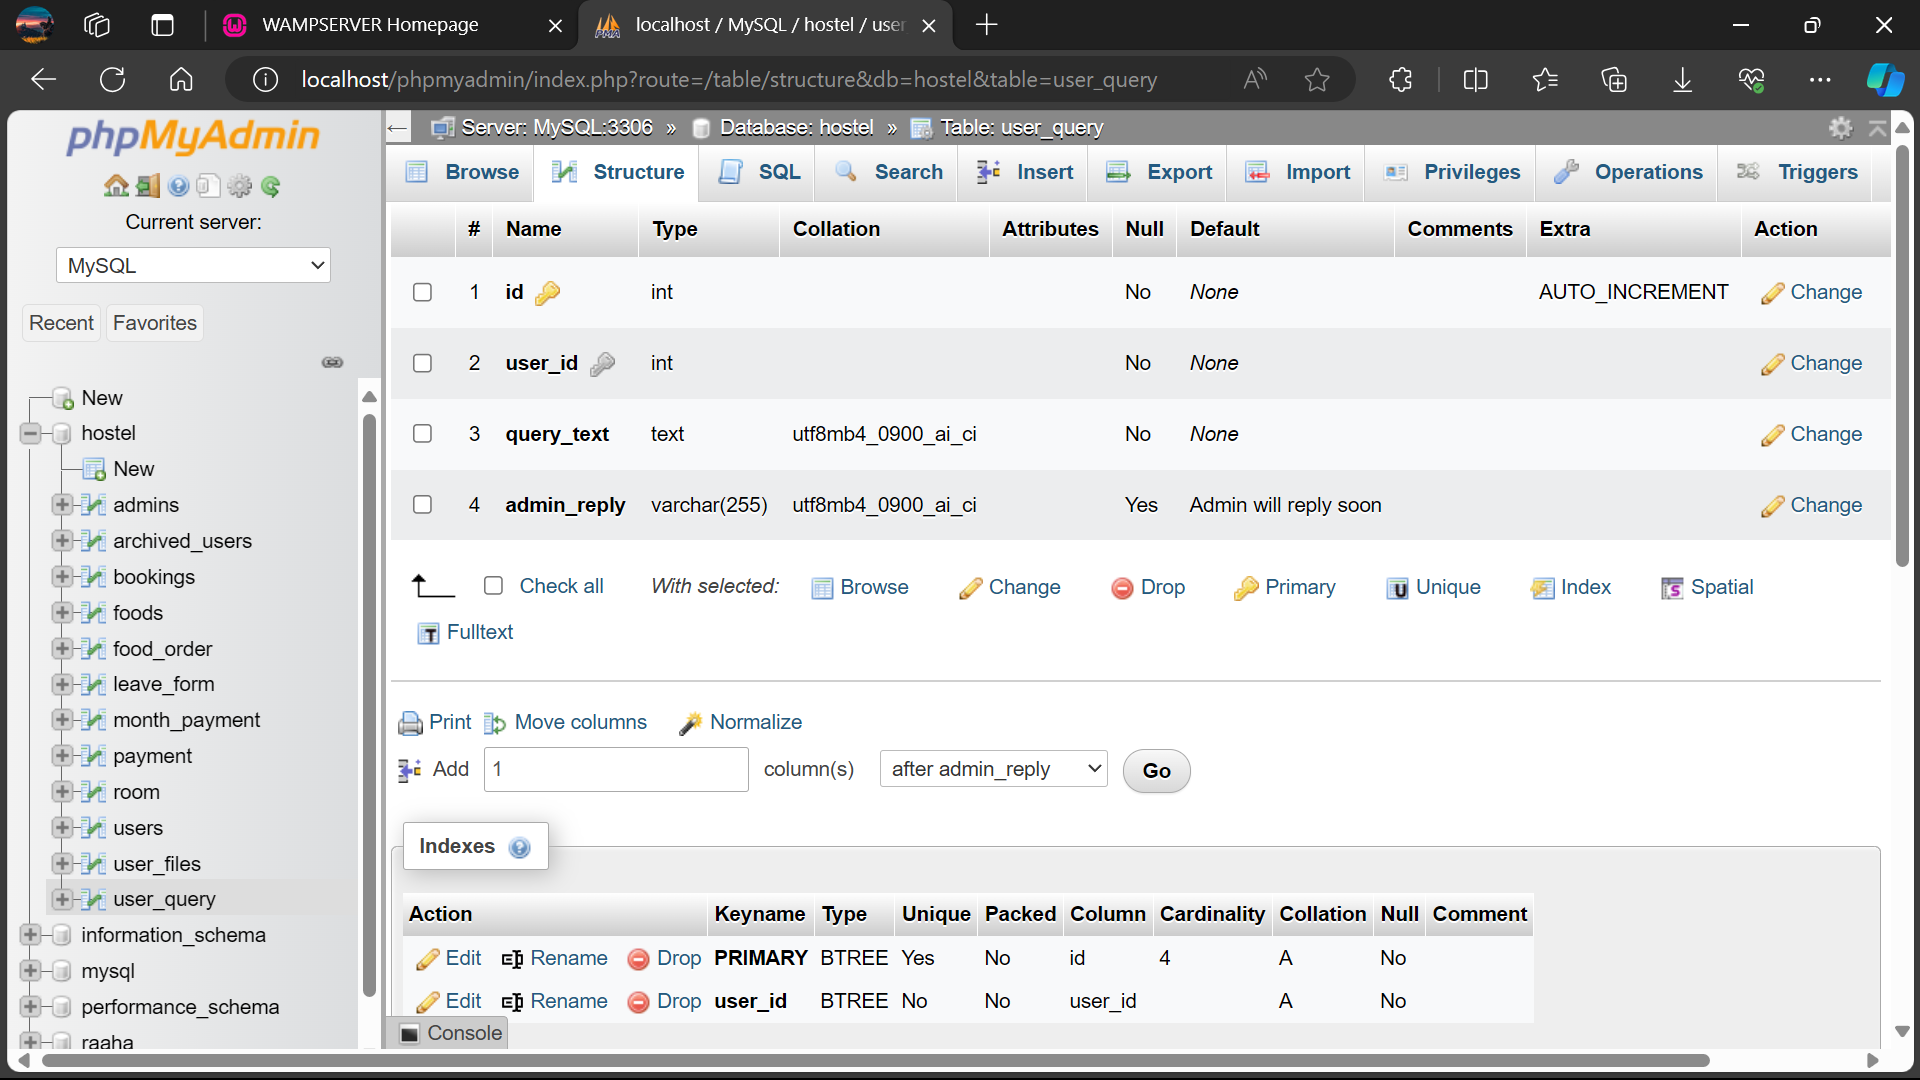 WAMPSERVER Homepage
localhost / MySQL / hostel / user
localhost/phpmyadmin/index.php?route=/table/structure&db=hostel&table=user_query
phpMyAdmin
Current server:
MySQL
Recent Favorites
New
hostel
New
admins
archived_users
bookings
foods
food_order
leave_form
month_payment
payment
room
users
user_files
user_query
information_schema
mysql
performance_schema
raaha
Server: MySQL:3306 » Database: hostel » Table: user_query
Browse Structure SQL Search Insert Export Import Privileges Operations Triggers
# Name Type Collation Attributes Null Default Comments Extra Action
1 id int No None AUTO_INCREMENT Change
2 user_id int No None Change
3 query_text text utf8mb4_0900_ai_ci No None Change
4 admin_reply varchar(255) utf8mb4_0900_ai_ci Yes Admin will reply soon Change
Check all With selected: Browse Change Drop Primary Unique Index Spatial
Fulltext
Print Move columns Normalize
Add 1 column(s) after admin_reply Go
Indexes
Action Keyname Type Unique Packed Column Cardinality Collation Null Comment
Edit Rename Drop PRIMARY BTREE Yes No id 4 A No
Edit Rename Drop user_id BTREE No No user_id A No
Console